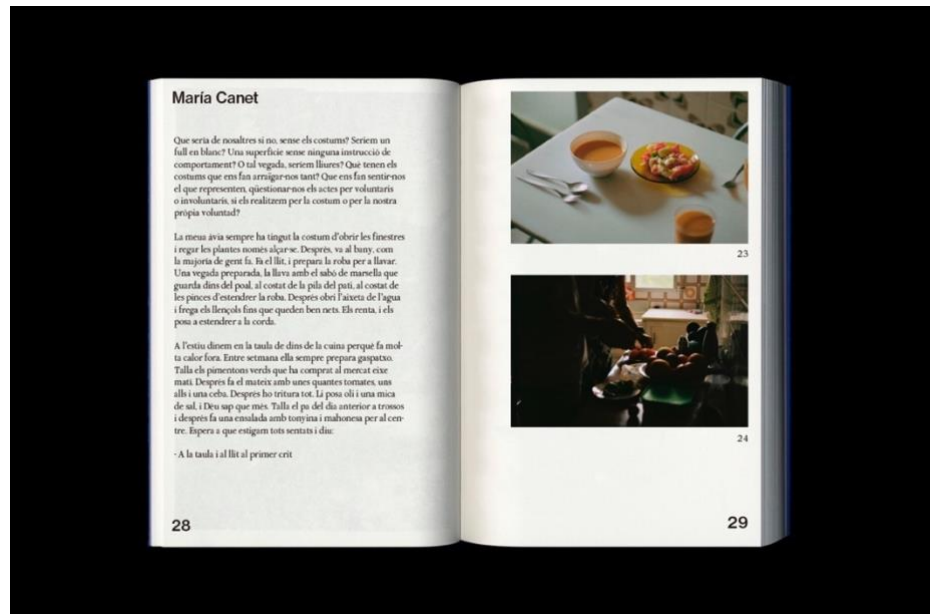 María Canet
Que seria de nosaltres si no, sense els costums? Seriem un
full en blanc? Una superfície sense ninguna instrucció de
comportament? O tal vegada, seriem lliures? Què tenen els
costums que ens fan arraigar-nos tant? Que ens fan sentir-nos
el que representen, qüestionar-nos els actes per voluntaris
o involuntaris, si els realitzem per la costum o per la nostra
pròpia voluntad?
La meua àvia sempre ha tingut la costum d'obrir les finestres
i regar les plantes només alçar-se. Després, va al bany, com
la majoria de gent fa. Fa el llit, i prepara la roba per a llavar.
Una vegada preparada, la llava amb el sabó de marsella que
guarda dins del poal, al costat de la pila del pati, al costat de
les pinces d'estendrer la roba. Després obri l'aixeta de l'agua
i frega els llençols fins que queden ben nets. Els renta, i els
posa a estendrer a la corda.
A l'estiu dinem en la taula de dins de la cuina perquè fa mol-
ta calor fora. Entre setmana ella sempre prepara gaspatxo.
Talla els pimentons verds que ha comprat al mercat eixe
matí. Després fa el mateix amb unes quantes tomates, uns
alls i una ceba. Després ho tritura tot. Li posa oli i una mica
de sal, i Déu sap que més. Talla el pa del dia anterior a trossos
i després fa una ensalada amb tonyina i mahonesa per al cen-
tre. Espera a que estigam tots sentats i diu:
- A la taula i al llit al primer crit
28
23
24
29